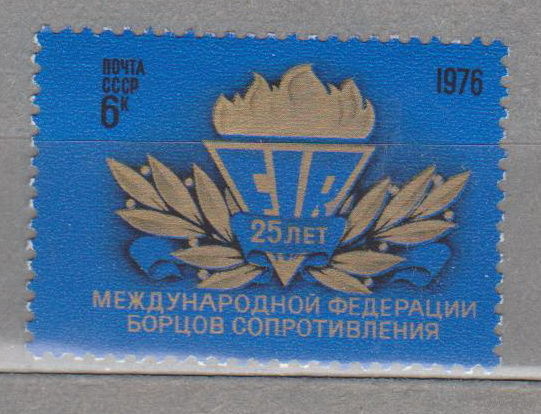 ПОЧТА
СССР
6К
1976
FIR
25 ЛЕТ
МЕЖДУНАРОДНОЙ ФЕДЕРАЦИИ
БОРЦОВ СОПРОТИВЛЕНИЯ